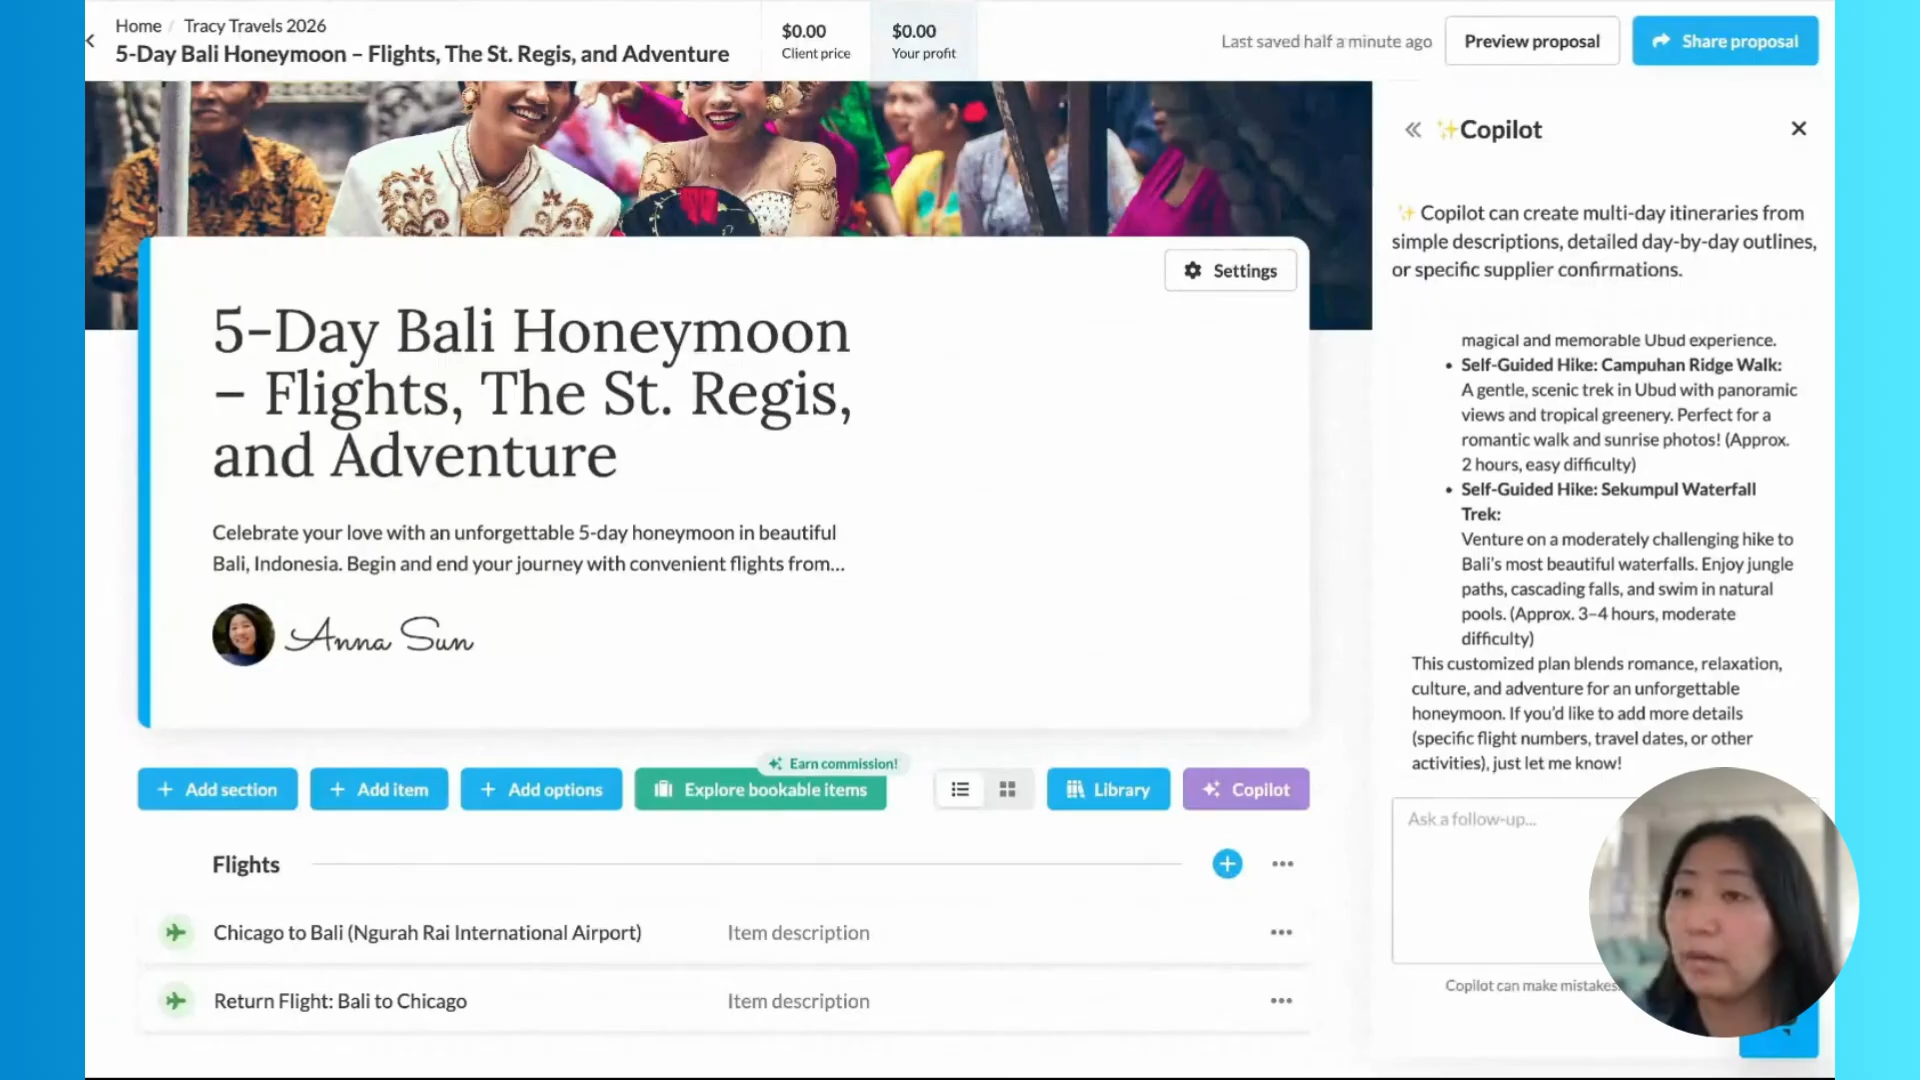 Home / Tracy Travels 2026
5-Day Bali Honeymoon – Flights, The St. Regis, and Adventure
$0.00
Client price
$0.00
Your profit
Last saved half a minute ago
Preview proposal
Share proposal
Settings
5-Day Bali Honeymoon
– Flights, The St. Regis,
and Adventure
Celebrate your love with an unforgettable 5-day honeymoon in beautiful
Bali, Indonesia. Begin and end your journey with convenient flights from...
Anna Sun
Earn commission!
+ Add section
+ Add item
+ Add options
Explore bookable items
Library
Copilot
Flights
Chicago to Bali (Ngurah Rai International Airport)
Item description
Return Flight: Bali to Chicago
Item description
✨Copilot
✨ Copilot can create multi-day itineraries from
simple descriptions, detailed day-by-day outlines,
or specific supplier confirmations.
magical and memorable Ubud experience.
• Self-Guided Hike: Campuhan Ridge Walk:
A gentle, scenic trek in Ubud with panoramic
views and tropical greenery. Perfect for a
romantic walk and sunrise photos! (Approx.
2 hours, easy difficulty)
• Self-Guided Hike: Sekumpul Waterfall
Trek:
Venture on a moderately challenging hike to
Bali's most beautiful waterfalls. Enjoy jungle
paths, cascading falls, and swim in natural
pools. (Approx. 3–4 hours, moderate
difficulty)
This customized plan blends romance, relaxation,
culture, and adventure for an unforgettable
honeymoon. If you'd like to add more details
(specific flight numbers, travel dates, or other
activities), just let me know!
Ask a follow-up...
Copilot can make mistakes.